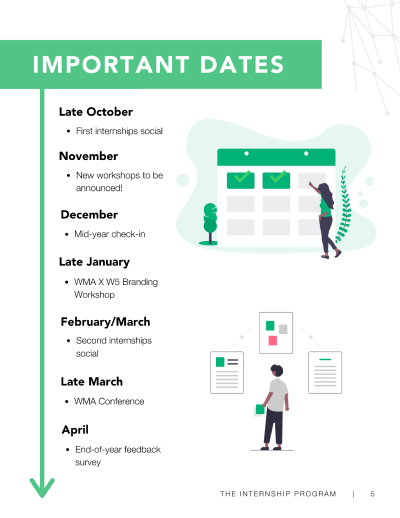 IMPORTANT DATES
Late October
• First internships social
November
• New workshops to be
announced!
December
• Mid-year check-in
Late January
• WMA X W5 Branding
Workshop
February/March
• Second internships
social
Late March
• WMA Conference
April
• End-of-year feedback
survey
THE INTERNSHIP PROGRAM | 5